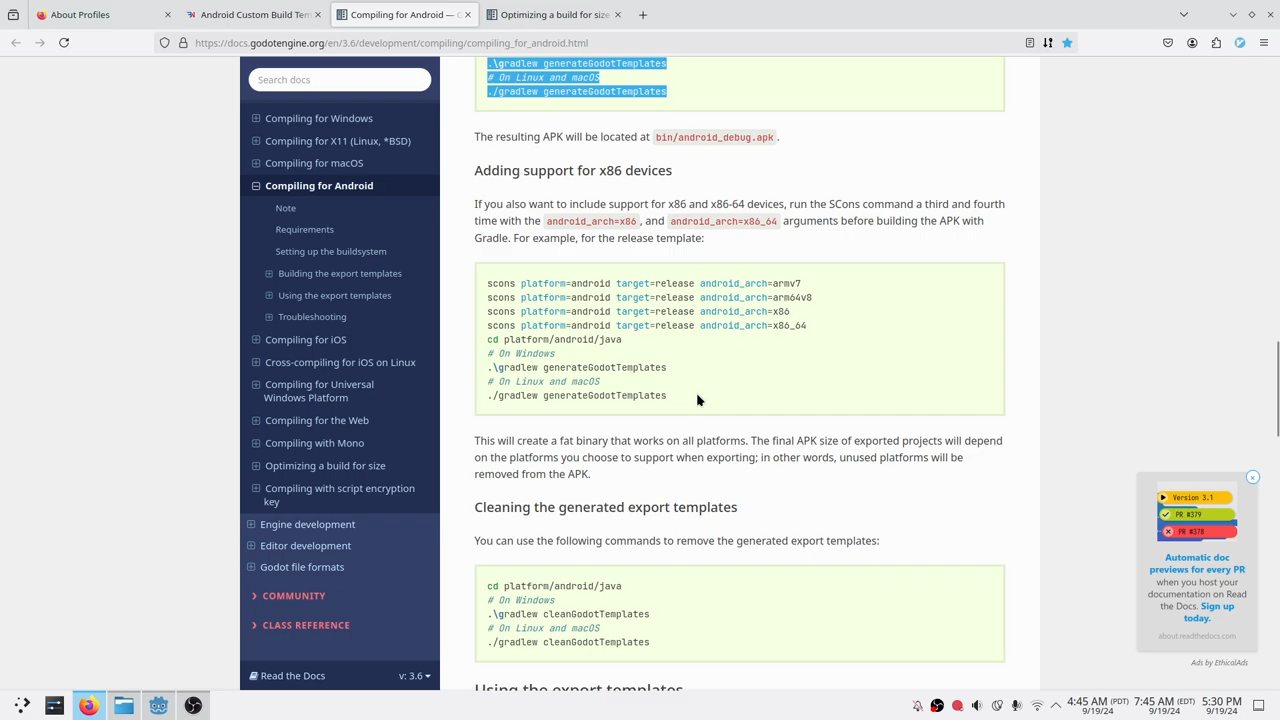 About Profiles
Android Custom Build Tem
Compiling for Android — C
Optimizing a build for size
https://docs.godotengine.org/en/3.6/development/compiling/compiling_for_android.html
Search docs
Compiling for Windows
Compiling for X11 (Linux, *BSD)
Compiling for macOS
Compiling for Android
Note
Requirements
Setting up the buildsystem
Building the export templates
Using the export templates
Troubleshooting
Compiling for iOS
Cross-compiling for iOS on Linux
Compiling for Universal
Windows Platform
Compiling for the Web
Compiling with Mono
Optimizing a build for size
Compiling with script encryption
key
Engine development
Editor development
Godot file formats
COMMUNITY
CLASS REFERENCE
Read the Docs
v: 3.6
.\gradlew generateGodotTemplates
# On Linux and macOS
./gradlew generateGodotTemplates
The resulting APK will be located at bin/android_debug.apk.
Adding support for x86 devices
If you also want to include support for x86 and x86-64 devices, run the SCons command a third and fourth
time with the android_arch=x86, and android_arch=x86_64 arguments before building the APK with
Gradle. For example, for the release template:
scons platform=android target=release android_arch=armv7
scons platform=android target=release android_arch=arm64v8
scons platform=android target=release android_arch=x86
scons platform=android target=release android_arch=x86_64
cd platform/android/java
# On Windows
.\gradlew generateGodotTemplates
# On Linux and macOS
./gradlew generateGodotTemplates
This will create a fat binary that works on all platforms. The final APK size of exported projects will depend
on the platforms you choose to support when exporting; in other words, unused platforms will be
removed from the APK.
Cleaning the generated export templates
You can use the following commands to remove the generated export templates:
cd platform/android/java
# On Windows
.\gradlew cleanGodotTemplates
# On Linux and macOS
./gradlew cleanGodotTemplates
Using the export templates
Version 3.1
PR #379
PR #378
Automatic doc
previews for every PR
when you host your
documentation on Read
the Docs. Sign up
today.
about.readthedocs.com
Ads by EthicalAds
4:45 AM (PDT) 7:45 AM (EDT) 5:30 PM
9/19/24 9/19/24 9/19/24